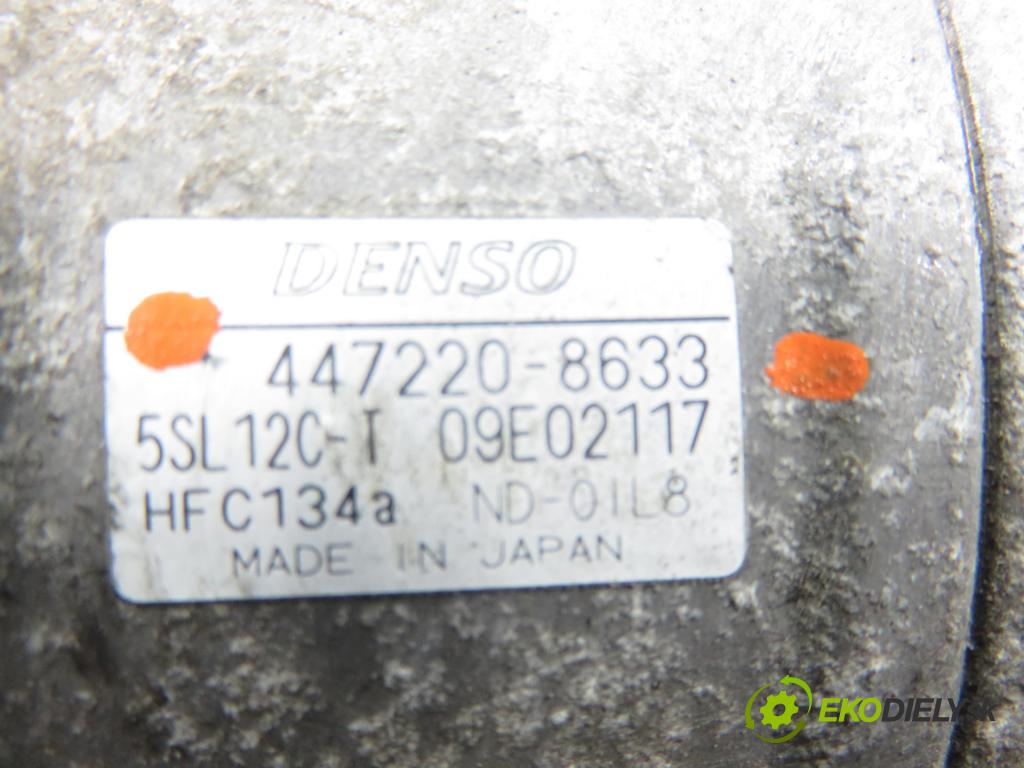 DENSO
447220-8633
5SL12C-T 09E02117
HFC134a ND-OIL8
MADE IN JAPAN
EKODIELY.SK